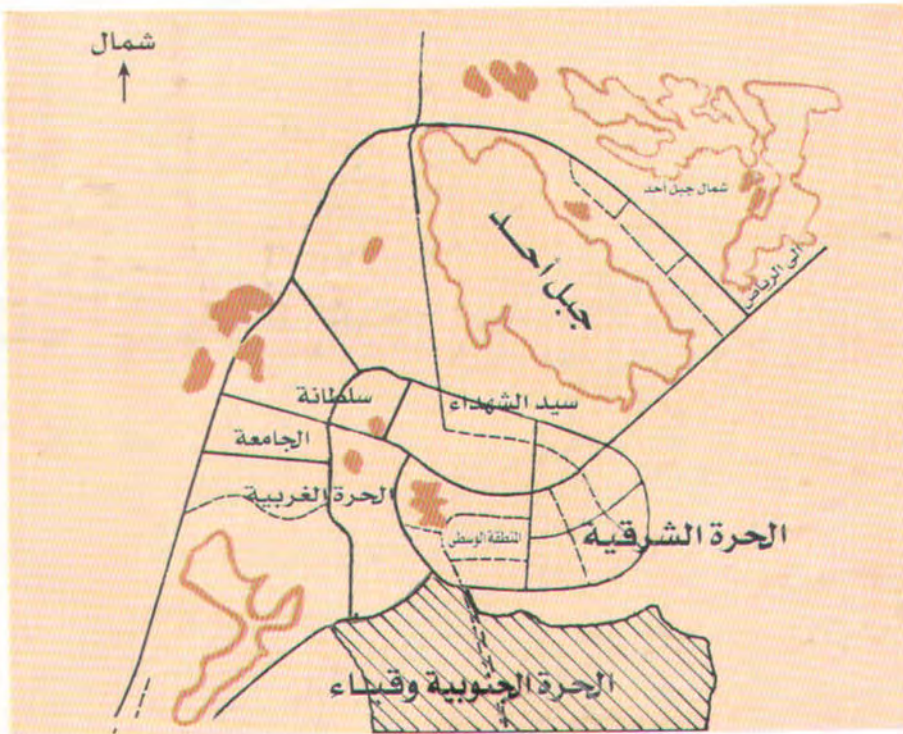 شمال
شمال جبل أحد
جبل أحد
الى الرياض
سيد الشهداء
سلطانة
الجامعة
الحرة الغربية
المنطقة الوسطى
الحرة الشرقية
الحرة الجنوبية وقباء